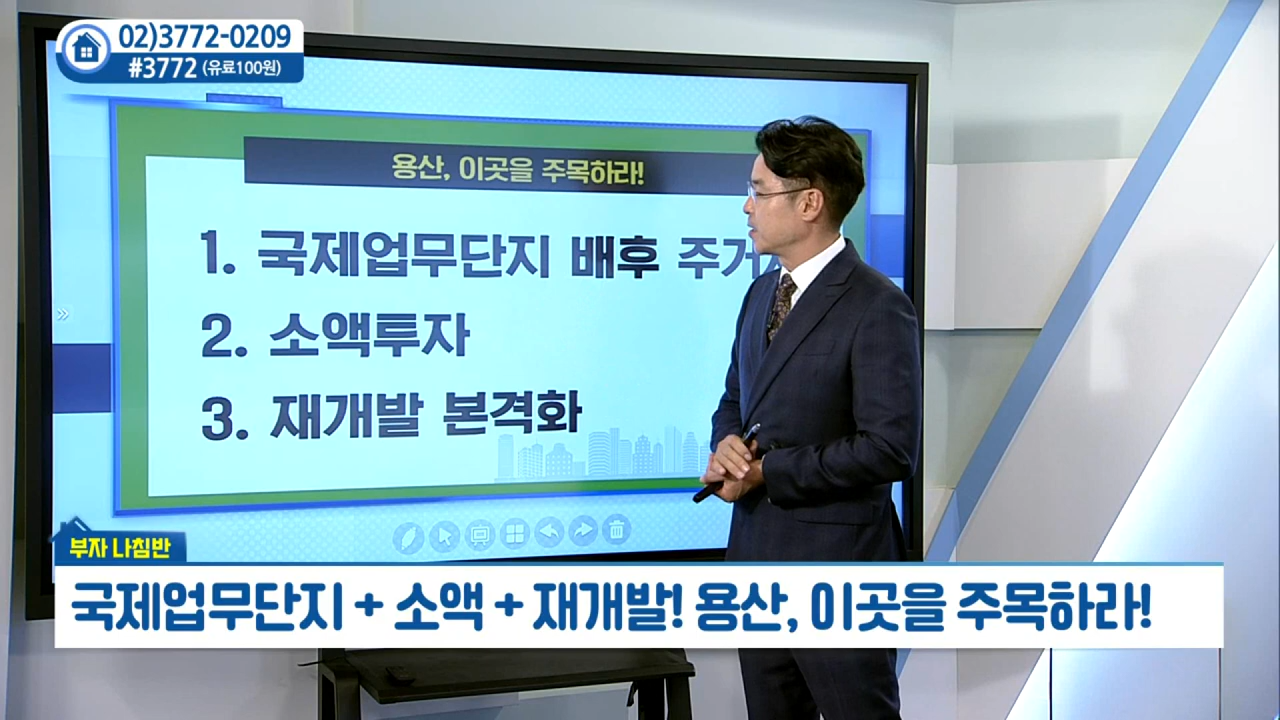 02)3772-0209
#3772 (유료100원)
용산, 이곳을 주목하라!
1. 국제업무단지 배후 주거
2. 소액투자
3. 재개발 본격화
부자 나침반
국제업무단지 + 소액 + 재개발! 용산, 이곳을 주목하라!